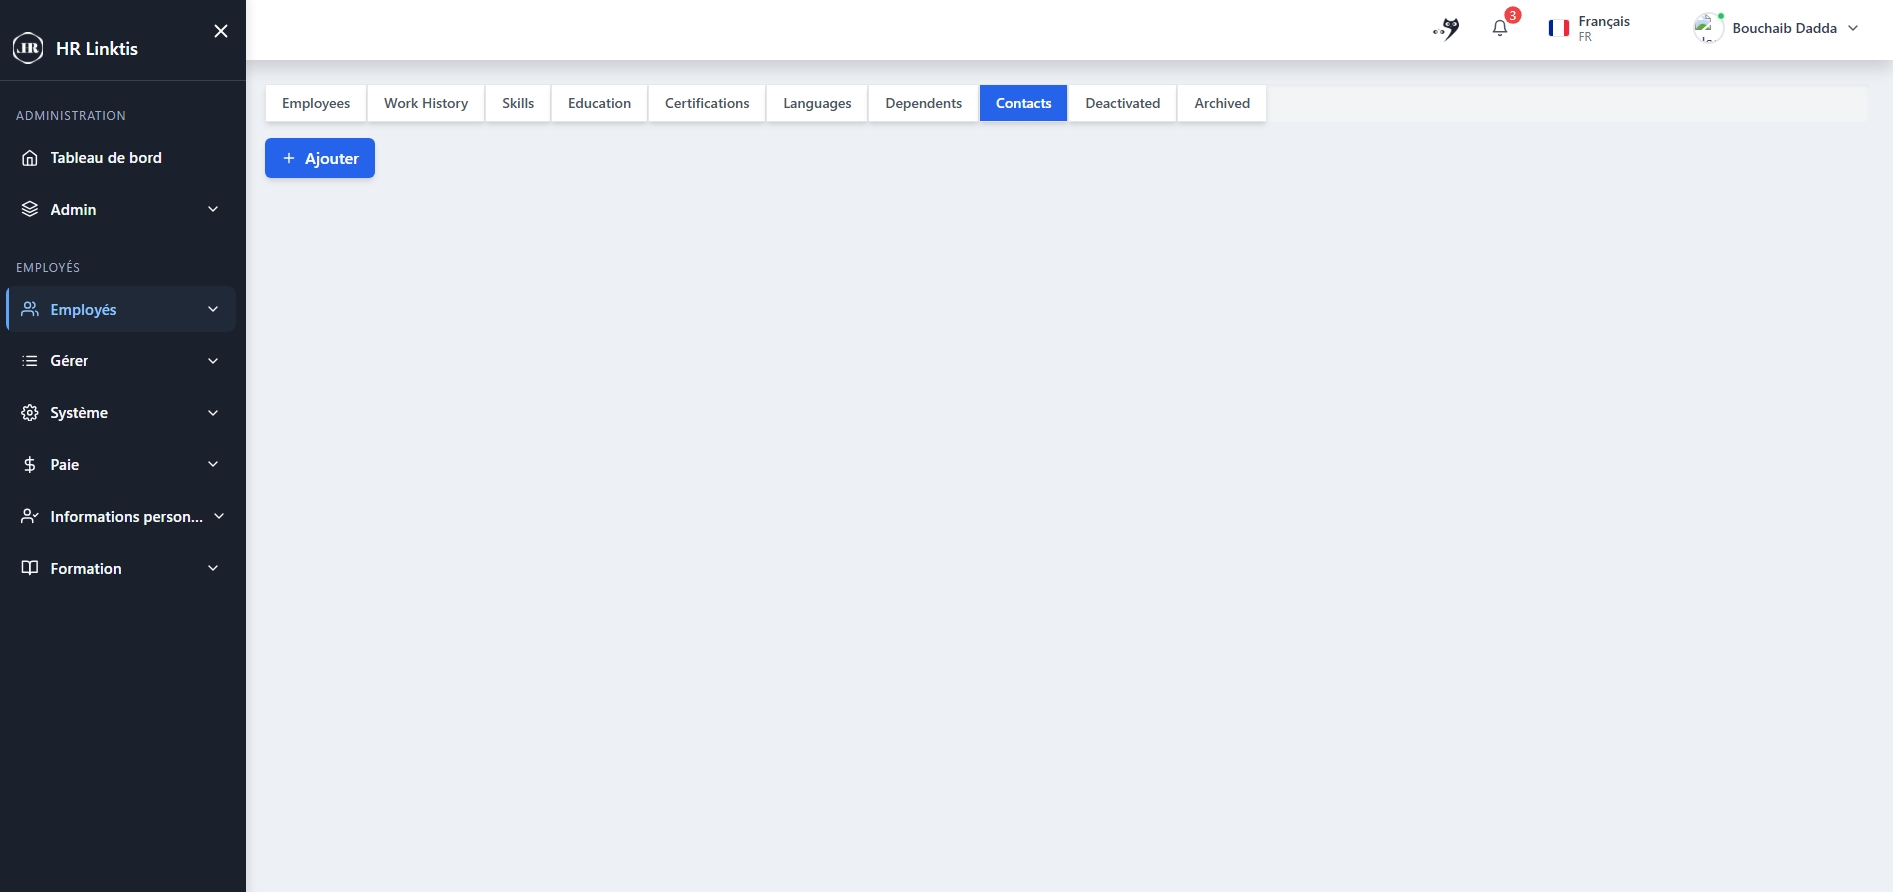 HR Linktis
ADMINISTRATION
Tableau de bord
Admin
EMPLOYÉS
Employés
Gérer
Système
Paie
Informations person...
Formation
3
Français
FR
Bouchaib Dadda
Employees
Work History
Skills
Education
Certifications
Languages
Dependents
Contacts
Deactivated
Archived
+ Ajouter